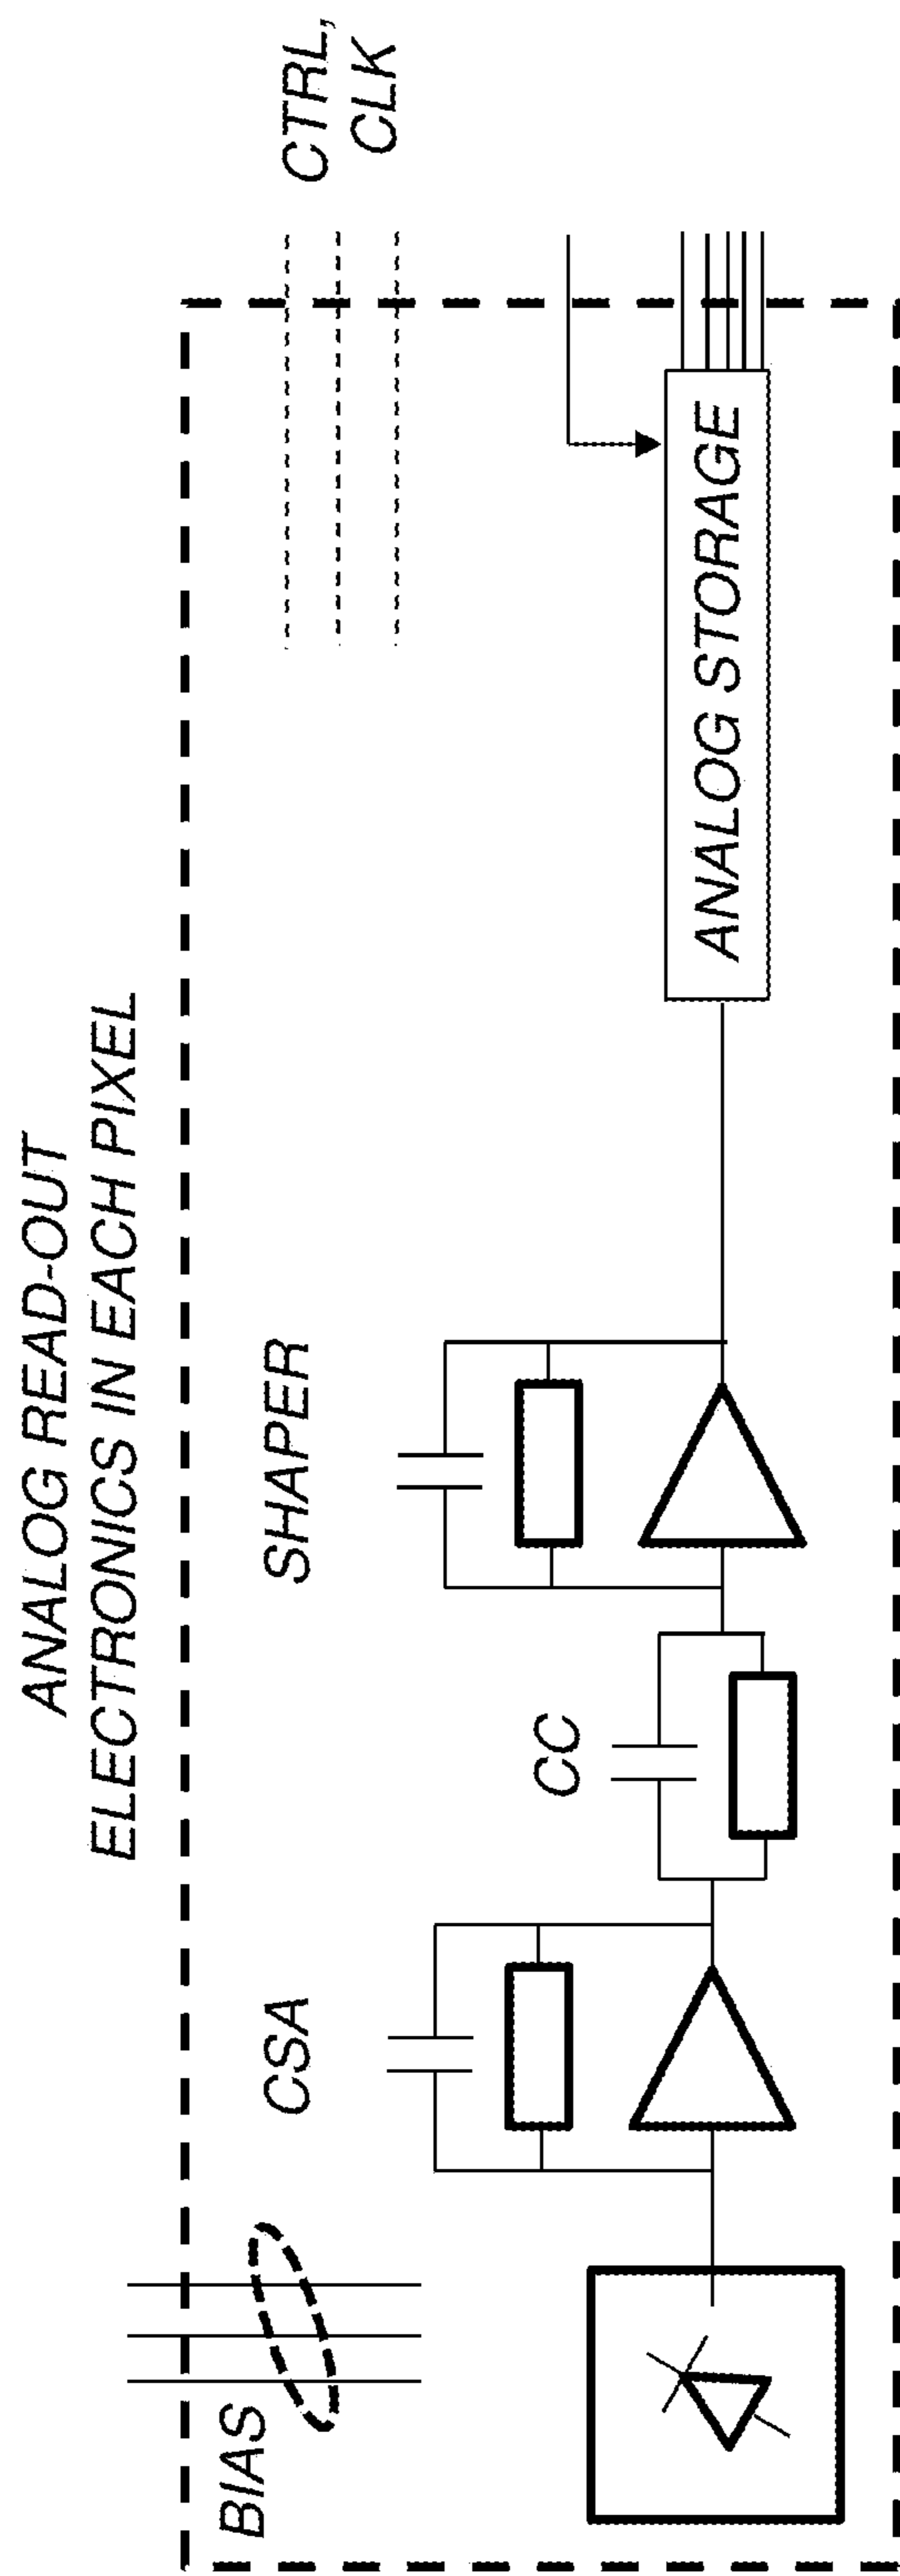 ANALOG READ-OUT
ELECTRONICS IN EACH PIXEL
BIAS
CSA
CC
SHAPER
ANALOG STORAGE
CTRL,
CLK